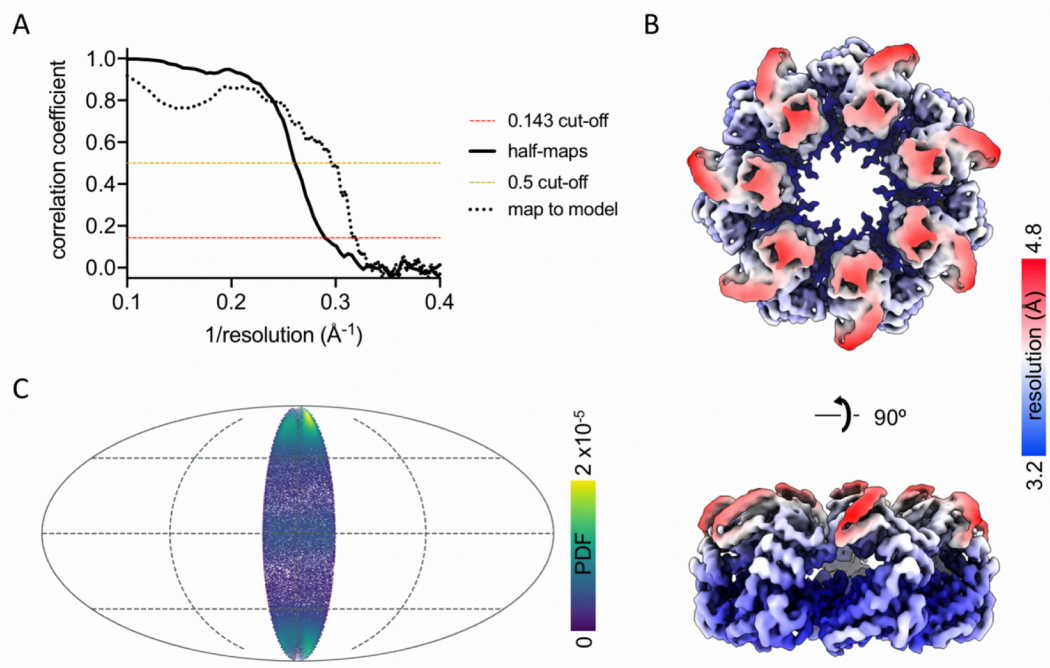 A
correlation coefficient
1.0
0.8
0.6
0.4
0.2
0.0
0.1
0.2
0.3
0.4
1/resolution (Å⁻¹)
0.143 cut-off
half-maps
0.5 cut-off
map to model
B
90º
3.2
resolution (Å)
4.8
C
0
PDF
2 x10⁻⁵